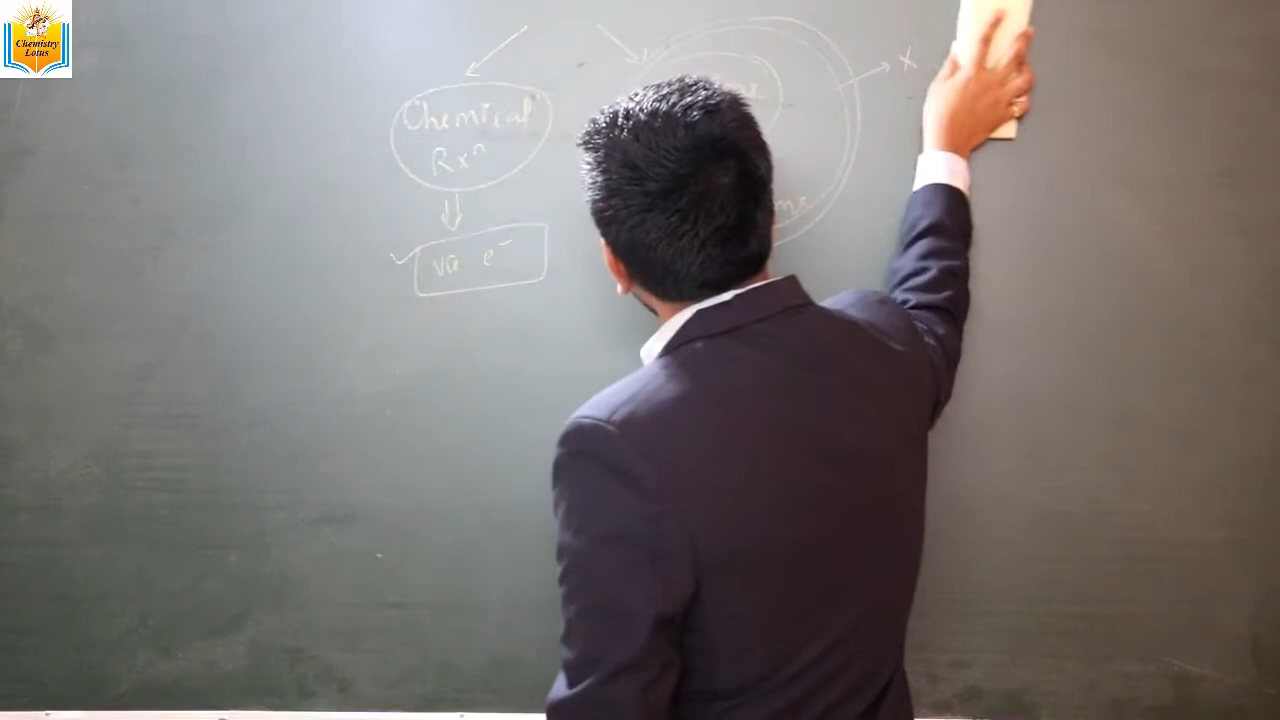 Chemistry
Lotus
Chemical
Rxⁿ
va e⁻
x